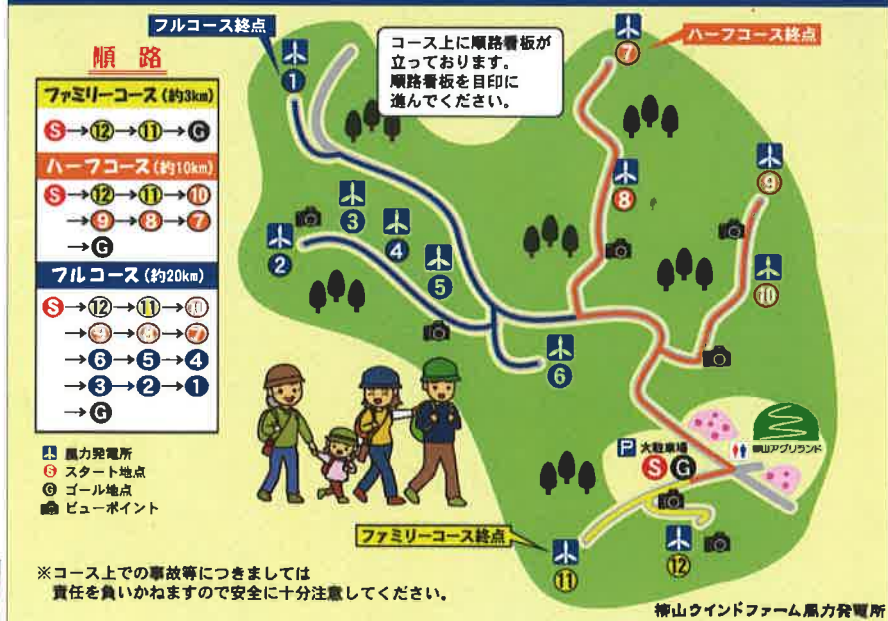 順 路
ファミリーコース (約3km)
S→⑫→⑪→G
ハーフコース (約10km)
S→⑫→⑪→⑩
→⑨→⑧→⑦
→G
フルコース (約20km)
S→⑫→⑪→⑩
→⑨→⑧→⑦
→⑥→⑤→④
→③→②→①
→G
風力発電所
S スタート地点
G ゴール地点
ビューポイント
フルコース終点
コース上に順路看板が
立っております。
順路看板を目印に
進んでください。
ハーフコース終点
①
⑦
⑧
⑨
③
④
②
⑤
⑩
⑥
P 大駐車場
S G
桝山アグリランド
ファミリーコース終点
⑪
⑫
※コース上での事故等につきましては
責任を負いかねますので安全に十分注意してください。
ウインドファーム風力発電所